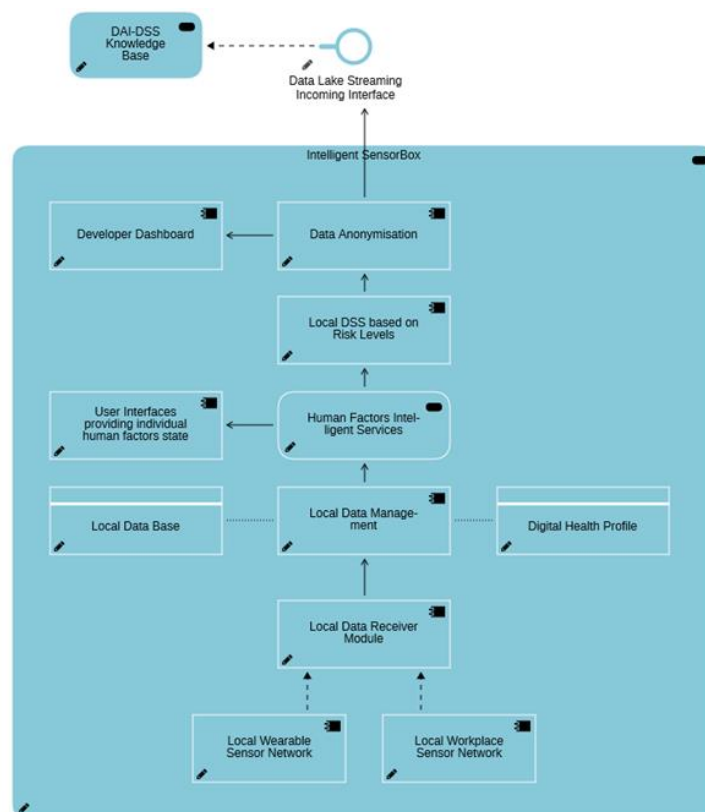 DAI-DSS
Knowledge
Base
Data Lake Streaming
Incoming Interface
Intelligent SensorBox
Developer Dashboard
Data Anonymisation
Local DSS based on
Risk Levels
User Interfaces
providing individual
human factors state
Human Factors Intel-
ligent Services
Local Data Base
Local Data Manage-
ment
Digital Health Profile
Local Data Receiver
Module
Local Wearable
Sensor Network
Local Workplace
Sensor Network